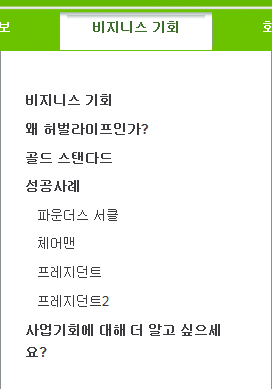 보
비지니스 기회
회
비지니스 기회
왜 허벌라이프인가?
골드 스탠다드
성공사례
파운더스 서클
체어맨
프레지던트
프레지던트2
사업기회에 대해 더 알고 싶으세
요?